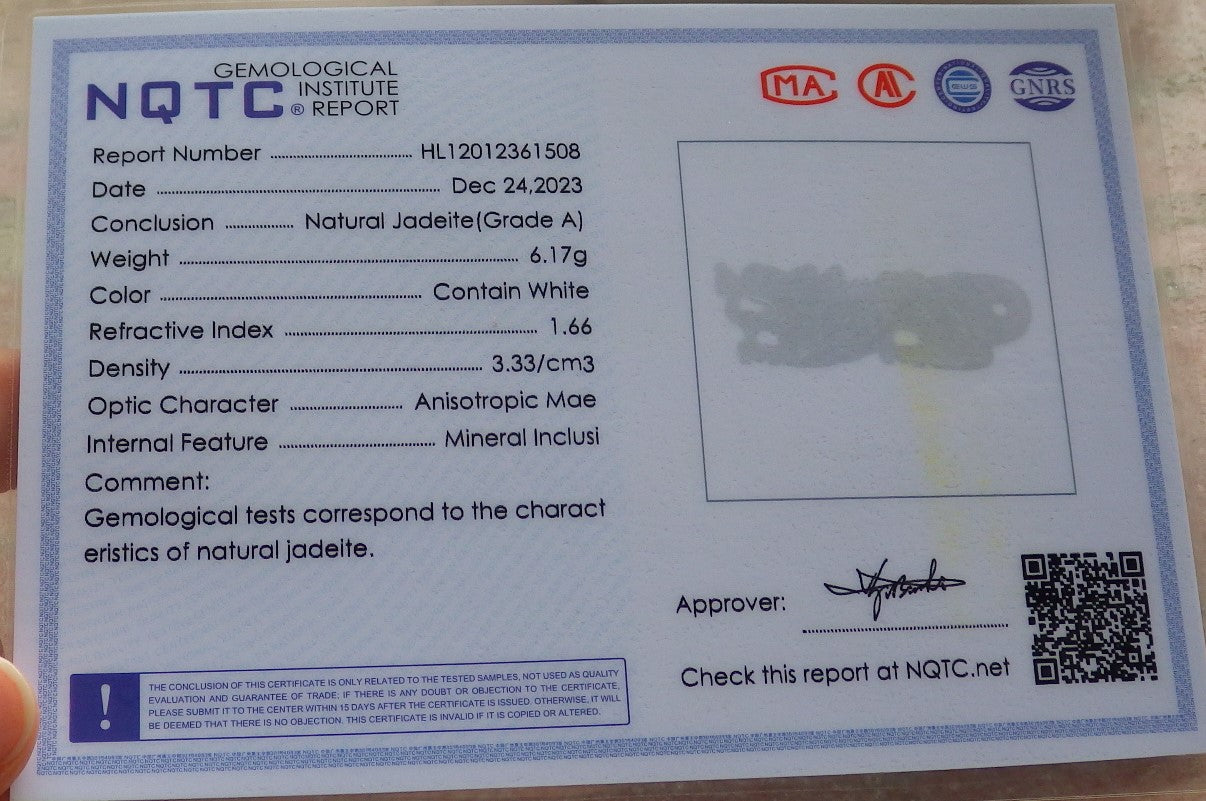 NQTC® GEMOLOGICAL INSTITUTE REPORT
MA
GNRS
Report Number ........ HL12012361508
Date ........ Dec 24,2023
Conclusion ........ Natural Jadeite(Grade A)
Weight ........ 6.17g
Color ........ Contain White
Refractive Index ........ 1.66
Density ........ 3.33/cm3
Optic Character ........ Anisotropic Mae
Internal Feature ........ Mineral Inclusi
Comment:
Gemological tests correspond to the charact
eristics of natural jadeite.
Approver:
Check this report at NQTC.net
!
THE CONCLUSION OF THIS CERTIFICATE IS ONLY RELATED TO THE TESTED SAMPLES, NOT USED AS QUALITY
EVALUATION AND GUARANTEE OF TRADE; IF THERE IS ANY DOUBT OR OBJECTION TO THE CERTIFICATE,
PLEASE SUBMIT IT TO THE CENTER WITHIN 15 DAYS AFTER THE CERTIFICATE IS ISSUED. OTHERWISE, IT WILL
BE DEEMED THAT THERE IS NO OBJECTION. THIS CERTIFICATE IS INVALID IF IT IS COPIED OR ALTERED.